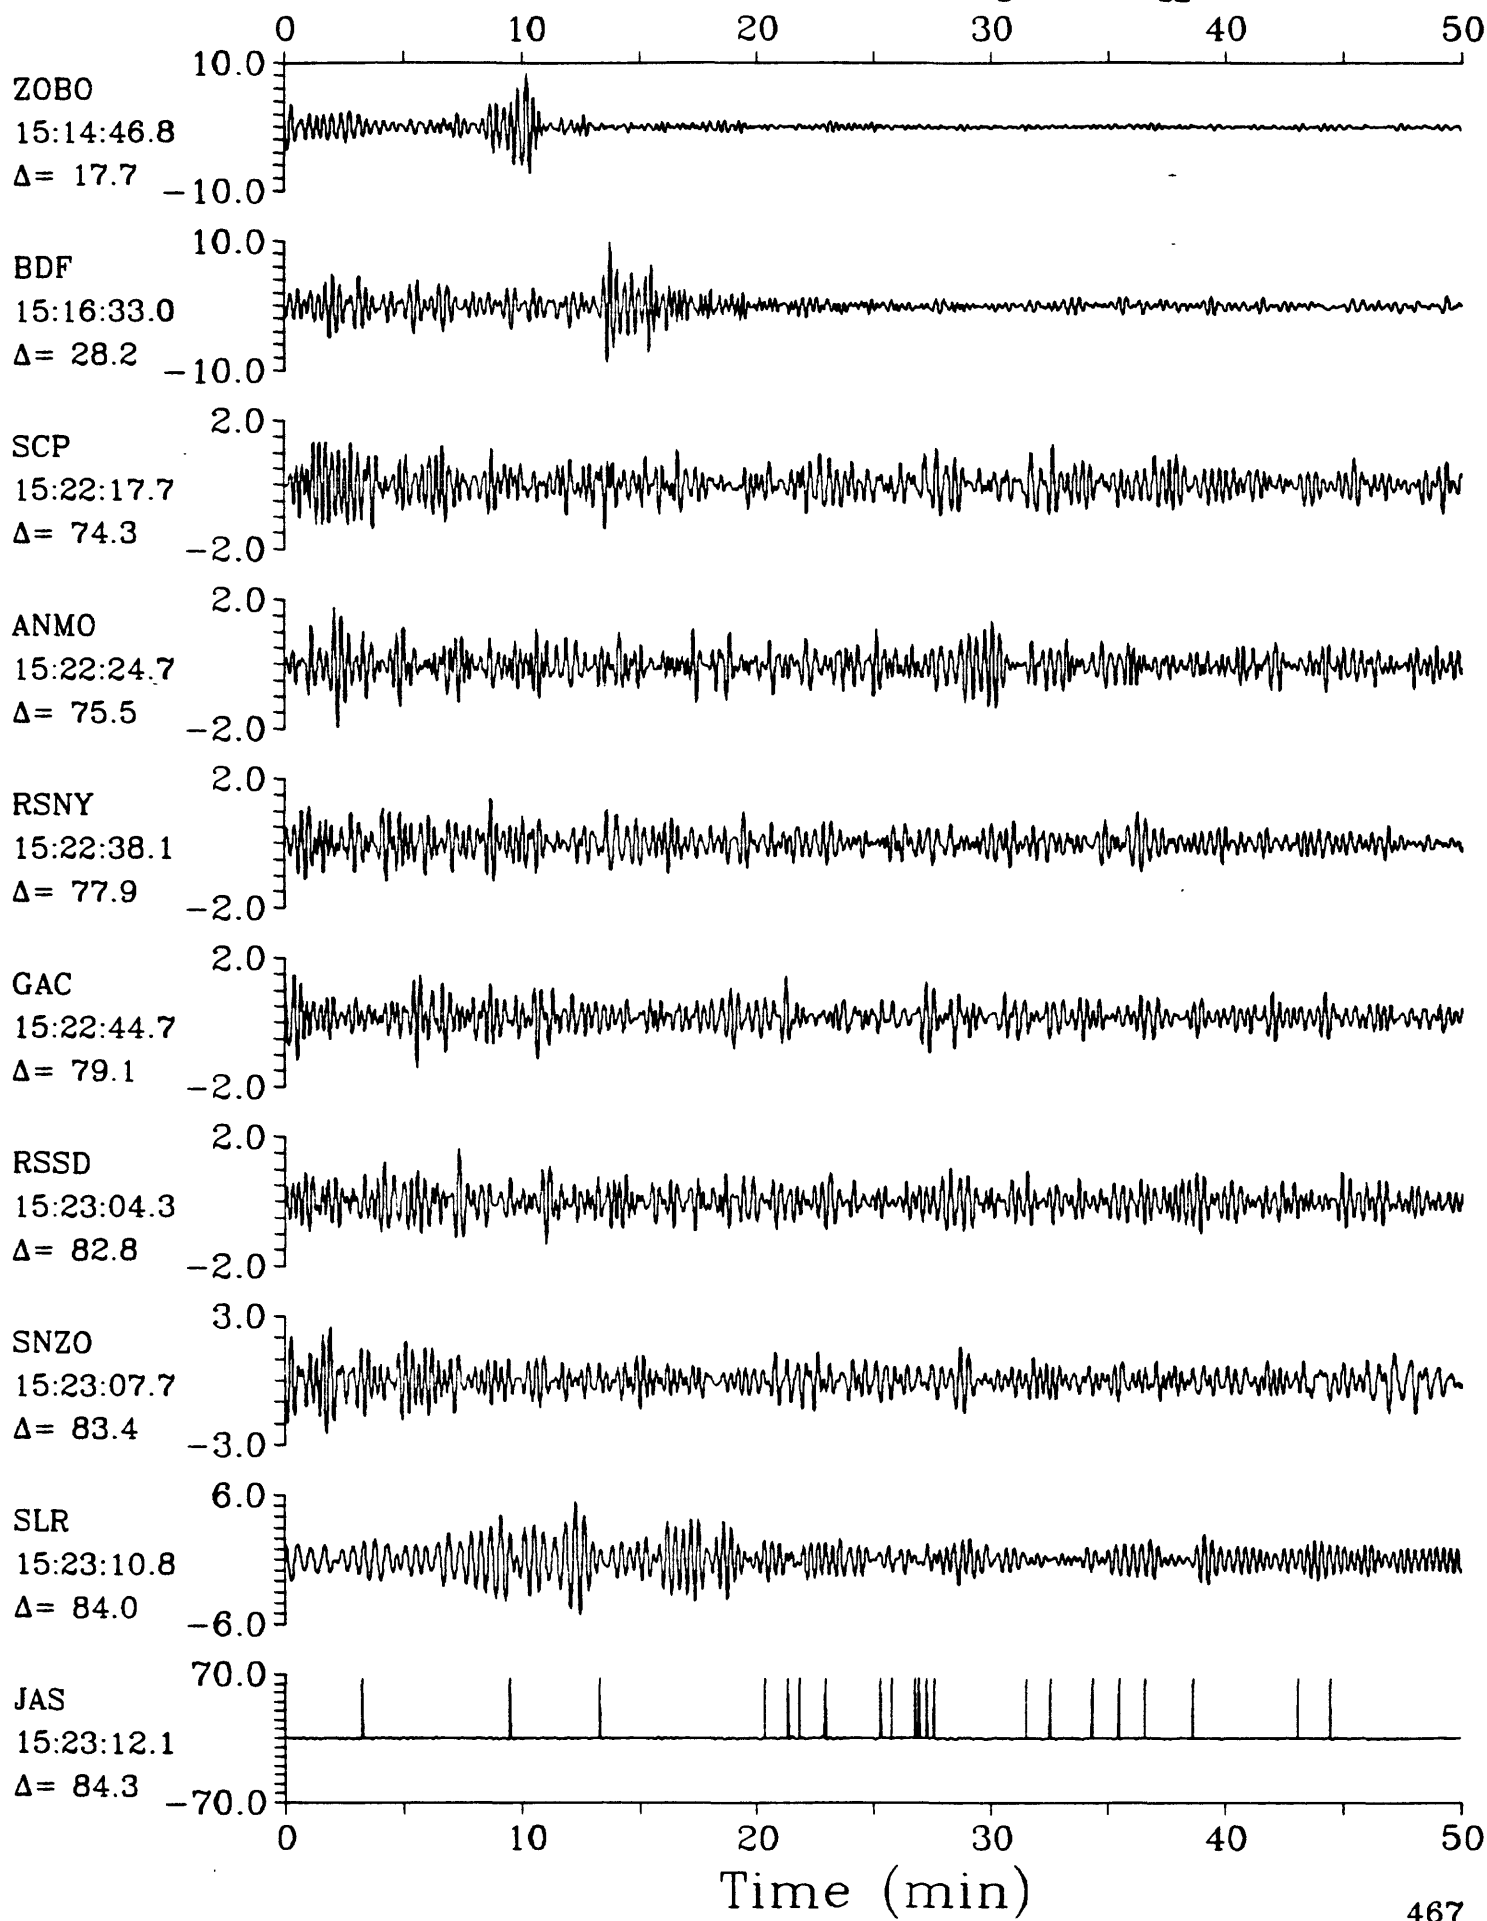 0 10 20 30 40 50
ZOBO
15:14:46.8
Δ= 17.7
10.0
−10.0
BDF
15:16:33.0
Δ= 28.2
10.0
−10.0
SCP
15:22:17.7
Δ= 74.3
2.0
−2.0
ANMO
15:22:24.7
Δ= 75.5
2.0
−2.0
RSNY
15:22:38.1
Δ= 77.9
2.0
−2.0
GAC
15:22:44.7
Δ= 79.1
2.0
−2.0
RSSD
15:23:04.3
Δ= 82.8
2.0
−2.0
SNZO
15:23:07.7
Δ= 83.4
3.0
−3.0
SLR
15:23:10.8
Δ= 84.0
6.0
−6.0
JAS
15:23:12.1
Δ= 84.3
70.0
−70.0
0 10 20 30 40 50
Time (min)
467